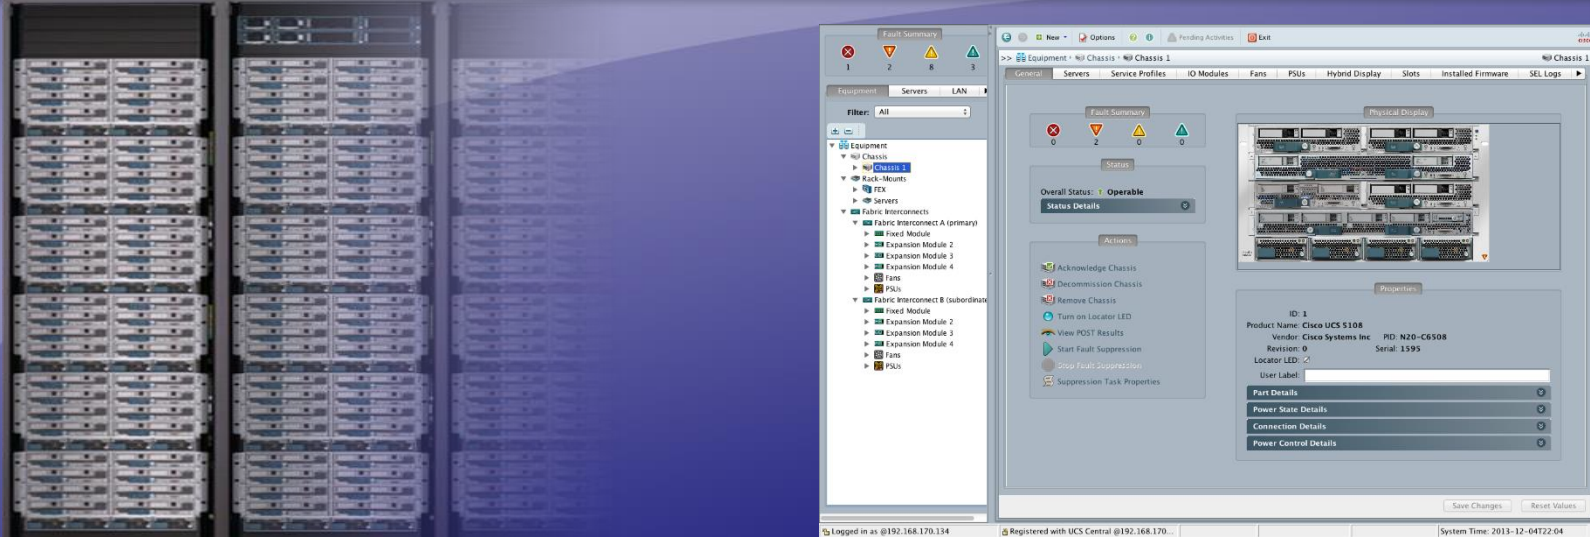 Fault Summary
1 2 8 3
Equipment Servers LAN
Filter: All
Equipment
Chassis
Chassis 1
Rack-Mounts
FEX
Servers
Fabric Interconnects
Fabric Interconnect A (primary)
Fixed Module
Expansion Module 2
Expansion Module 3
Expansion Module 4
Fans
PSUs
Fabric Interconnect B (subordinate
Fixed Module
Expansion Module 2
Expansion Module 3
Expansion Module 4
Fans
PSUs
New Options Pending Activities Exit
>> Equipment Chassis Chassis 1 Chassis 1
General Servers Service Profiles IO Modules Fans PSUs Hybrid Display Slots Installed Firmware SEL Logs
Fault Summary
0 2 0 0
Status
Overall Status: Operable
Status Details
Actions
Acknowledge Chassis
Decommission Chassis
Remove Chassis
Turn on Locator LED
View POST Results
Start Fault Suppression
Stop Fault Suppression
Suppression Task Properties
Physical Display
Properties
ID: 1
Product Name: Cisco UCS 5108
Vendor: Cisco Systems Inc PID: N20-C6508
Revision: 0 Serial: 1595
Locator LED:
User Label:
Part Details
Power State Details
Connection Details
Power Control Details
Save Changes Reset Values
Logged in as @192.168.170.134 Registered with UCS Central @192.168.170... System Time: 2013-12-04T22:04